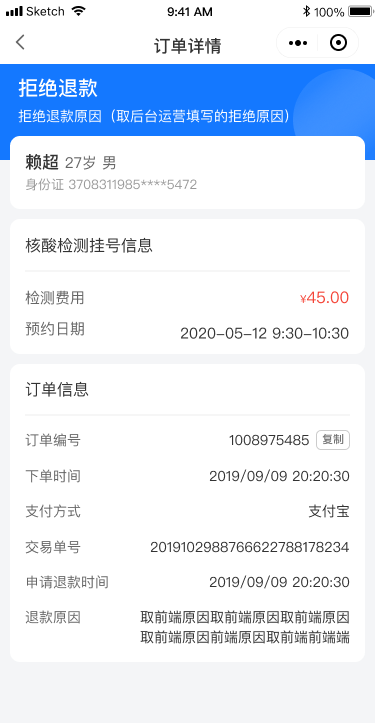 Sketch
9:41 AM
100%
订单详情
拒绝退款
拒绝退款原因（取后台运营填写的拒绝原因）
赖超 27岁 男
身份证 3708311985****5472
核酸检测挂号信息
检测费用 ¥45.00
预约日期 2020-05-12 9:30-10:30
订单信息
订单编号 1008975485 复制
下单时间 2019/09/09 20:20:30
支付方式 支付宝
交易单号 2019102988766622788178234
申请退款时间 2019/09/09 20:20:30
退款原因 取前端原因取前端原因取前端原因
取前端原因前端原因取前端前端端